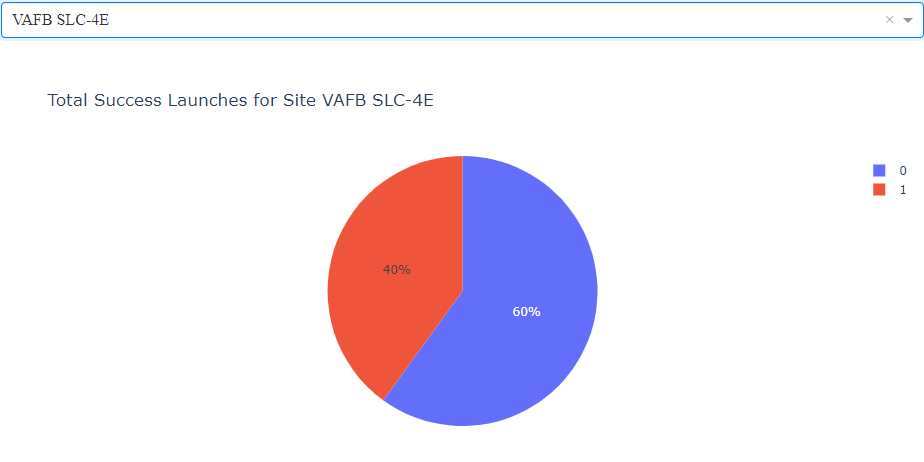 VAFB SLC-4E ×
Total Success Launches for Site VAFB SLC-4E
0
1
40%
60%